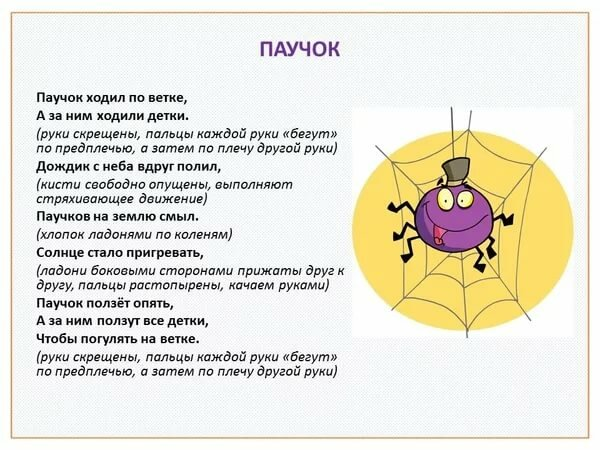 ПАУЧОК
Паучок ходил по ветке,
А за ним ходили детки.
(руки скрещены, пальцы каждой руки «бегут»
по предплечью, а затем по плечу другой руки)
Дождик с неба вдруг полил,
(кисти свободно опущены, выполняют
стряхивающее движение)
Паучков на землю смыл.
(хлопок ладонями по коленям)
Солнце стало пригревать,
(ладони боковыми сторонами прижаты друг к
другу, пальцы растопырены, качаем руками)
Паучок ползёт опять,
А за ним ползут все детки,
Чтобы погулять на ветке.
(руки скрещены, пальцы каждой руки «бегут»
по предплечью, а затем по плечу другой руки)